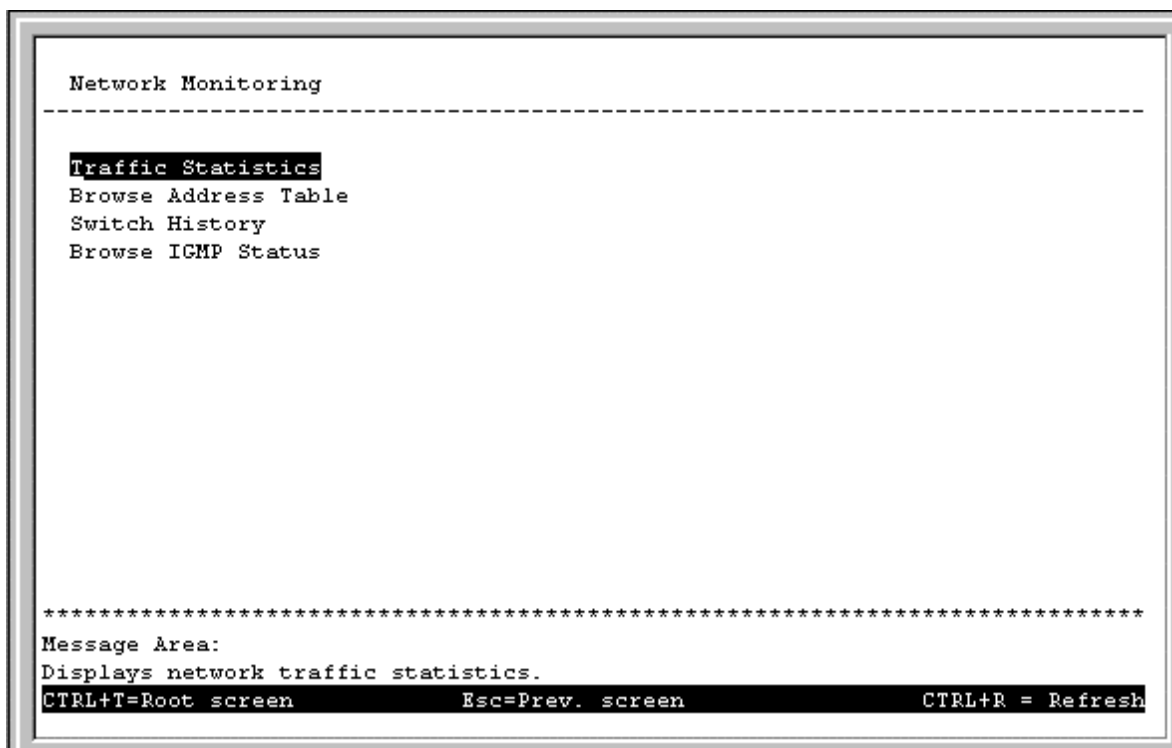 Network Monitoring
--------------------------------------------------------------------------------
Traffic Statistics
Browse Address Table
Switch History
Browse IGMP Status
********************************************************************************
Message Area:
Displays network traffic statistics.
CTRL+T=Root screen Esc=Prev. screen CTRL+R = Refresh